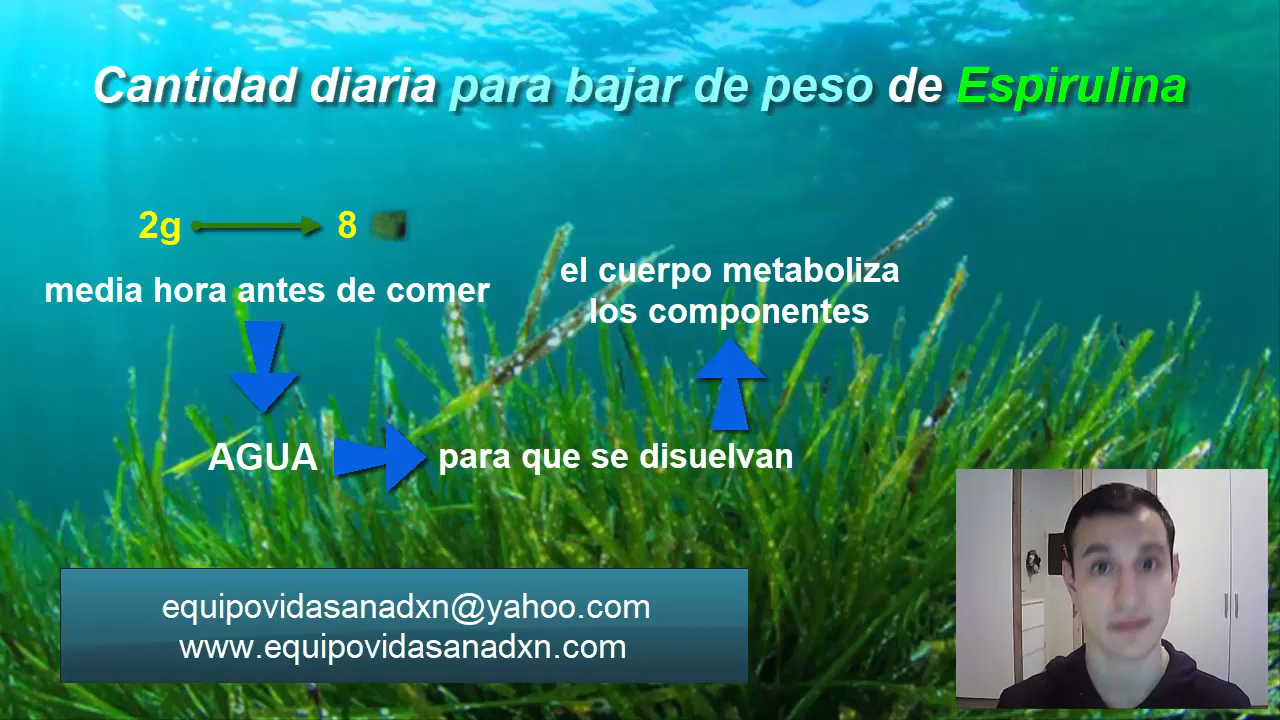 Cantidad diaria para bajar de peso de Espirulina
2g 8
media hora antes de comer
AGUA
para que se disuelvan
el cuerpo metaboliza
los componentes
equipovidasanadxn@yahoo.com
www.equipovidasanadxn.com